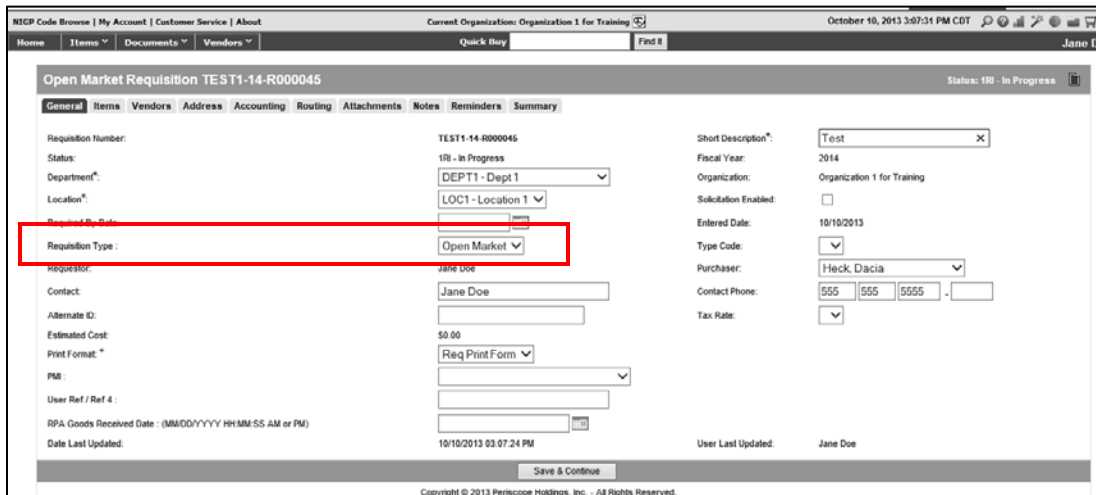 NIGP Code Browse | My Account | Customer Service | About Current Organization: Organization 1 for Training October 10, 2013 3:07:31 PM CDT
Home Items Documents Vendors Quick Buy Find It Jane D
Open Market Requisition TEST1-14-R000045 Status: 1RI - In Progress
General Items Vendors Address Accounting Routing Attachments Notes Reminders Summary
Requisition Number: TEST1-14-R000045 Short Description*: Test
Status: 1RI - In Progress Fiscal Year: 2014
Department*: DEPT1 - Dept 1 Organization: Organization 1 for Training
Location*: LOC1 - Location 1 Solicitation Enabled:
Required By Date: Entered Date: 10/10/2013
Requisition Type : Open Market Type Code:
Requestor: Jane Doe Purchaser: Heck, Dacia
Contact: Jane Doe Contact Phone: 555 555 5555 -
Alternate ID: Tax Rate:
Estimated Cost: $0.00
Print Format: * Req Print Form
PMI :
User Ref / Ref 4 :
RPA Goods Received Date : (MM/DD/YYYY HH:MM:SS AM or PM)
Date Last Updated: 10/10/2013 03:07:24 PM User Last Updated: Jane Doe
Save & Continue
Copyright © 2013 Periscope Holdings, Inc. - All Rights Reserved.